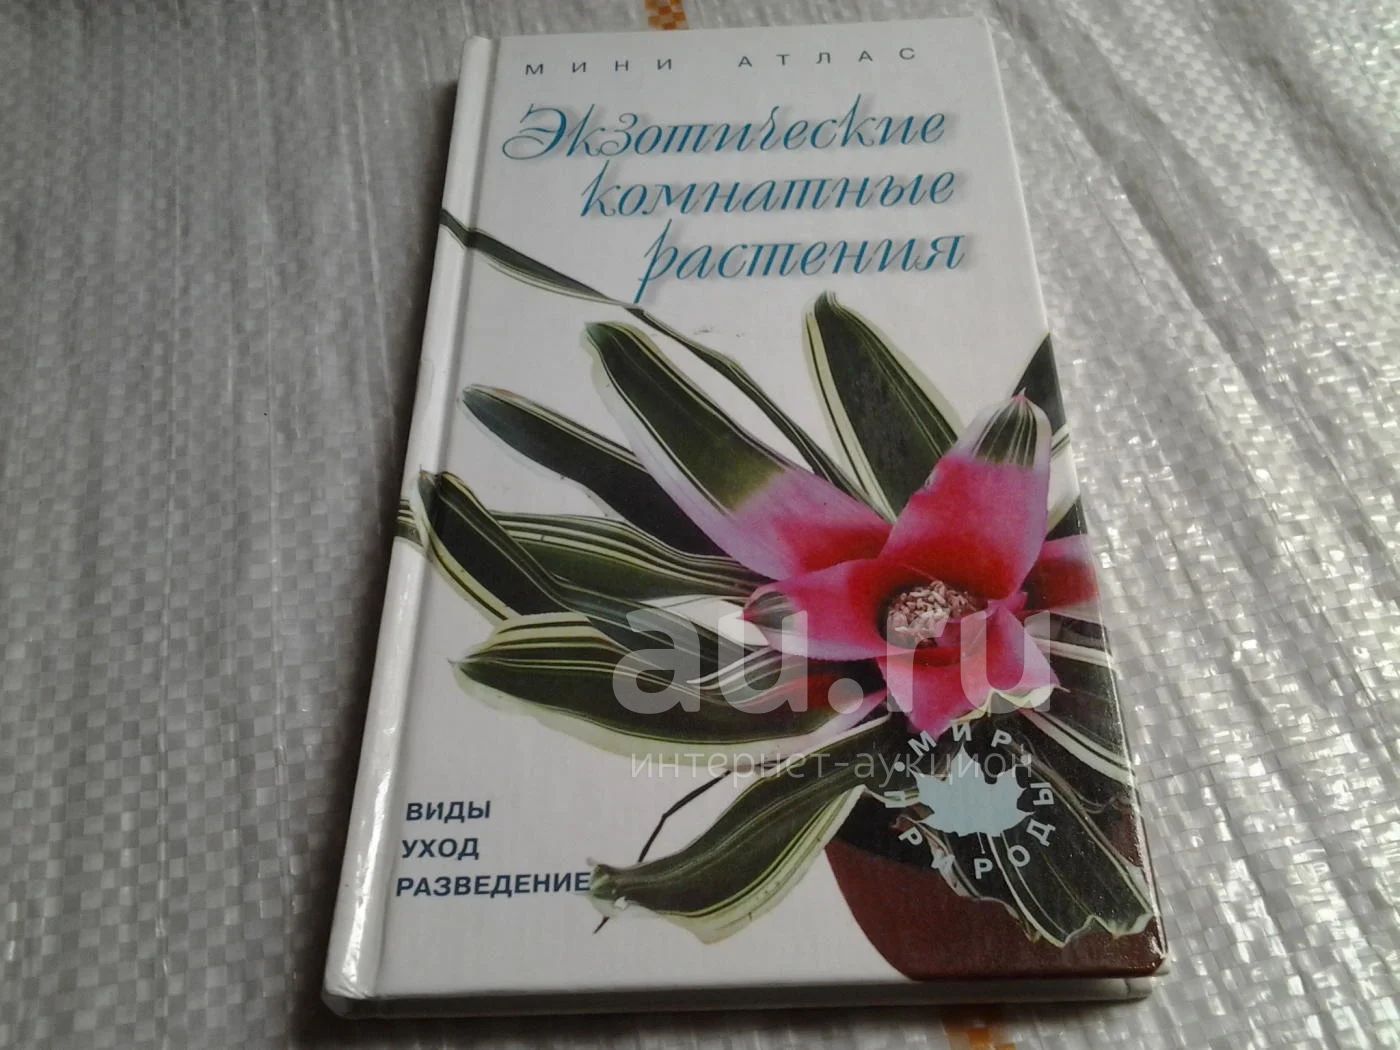 МИНИ АТЛАС
Экзотические
комнатные
растения
au.ru
интернет-аукцион
МИР
ПРИРОДЫ
ВИДЫ
УХОД
РАЗВЕДЕНИЕ